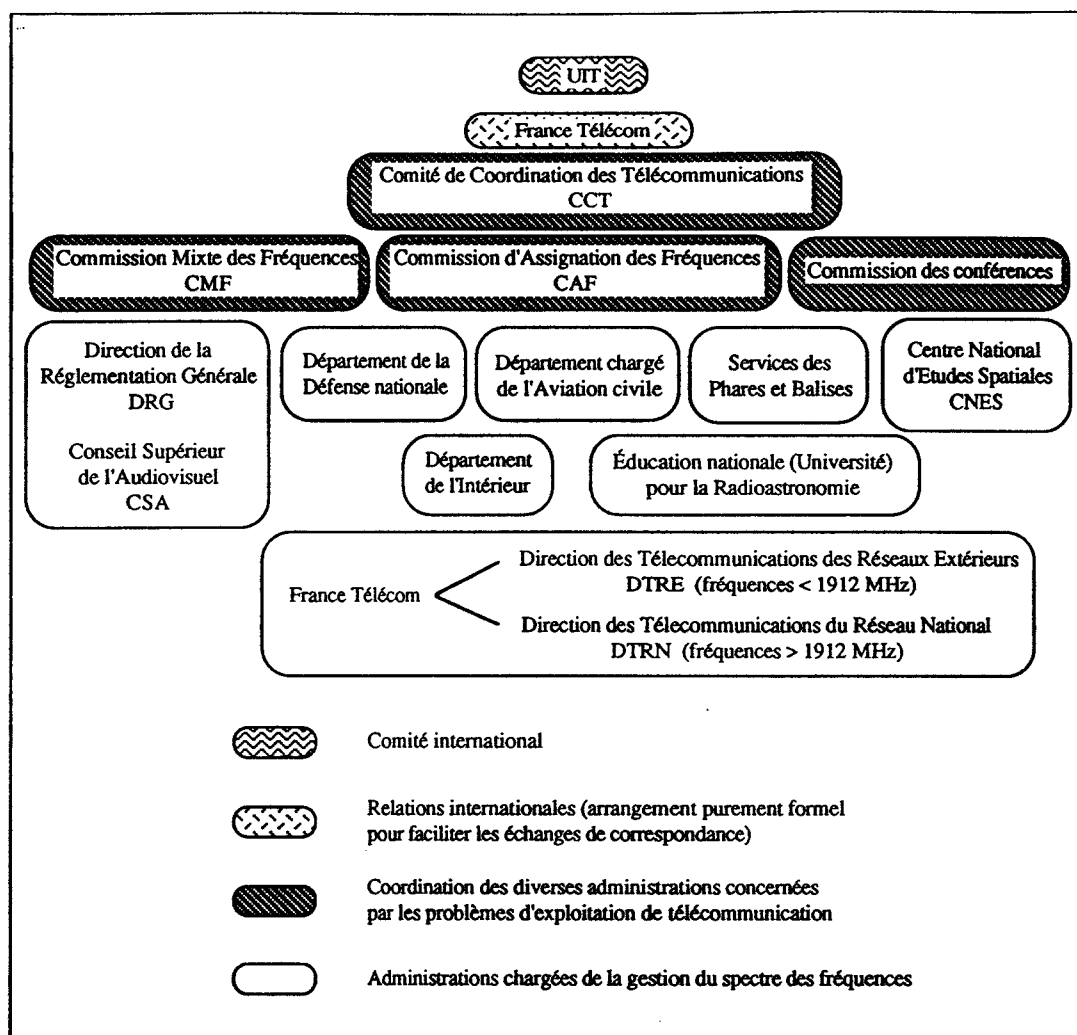 UIT
France Télécom
Comité de Coordination des Télécommunications
CCT
Commission Mixte des Fréquences
CMF
Commission d'Assignation des Fréquences
CAF
Commission des conférences
Direction de la
Réglementation Générale
DRG
Conseil Supérieur
de l'Audiovisuel
CSA
Département de la
Défense nationale
Département chargé
de l'Aviation civile
Services des
Phares et Balises
Centre National
d'Etudes Spatiales
CNES
Département
de l'Intérieur
Éducation nationale (Université)
pour la Radioastronomie
France Télécom
Direction des Télecommunications des Réseaux Extérieurs
DTRE (fréquences < 1912 MHz)
Direction des Télecommunications du Réseau National
DTRN (fréquences > 1912 MHz)
Comité international
Relations internationales (arrangement purement formel
pour faciliter les échanges de correspondance)
Coordination des diverses administrations concernées
par les problèmes d'exploitation de télécommunication
Administrations chargées de la gestion du spectre des fréquences